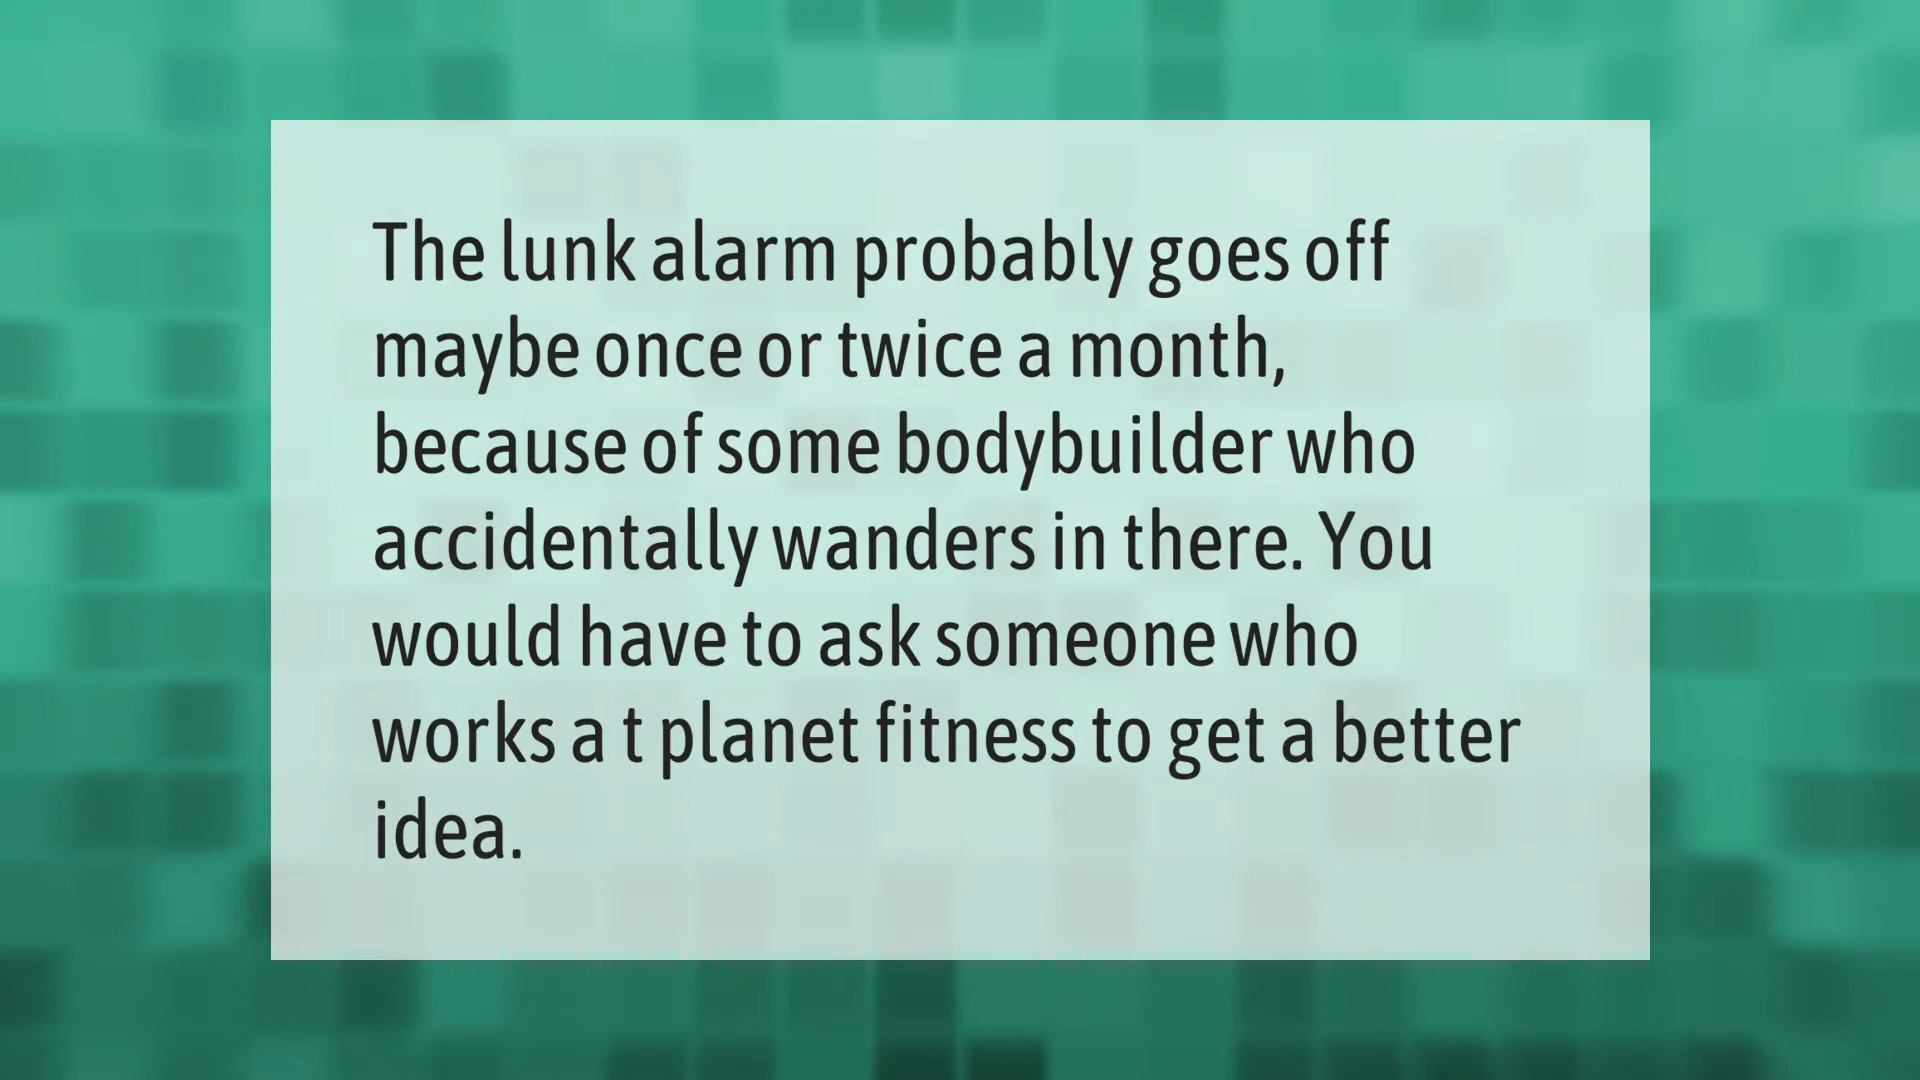 The lunk alarm probably goes off
maybe once or twice a month,
because of some bodybuilder who
accidentally wanders in there. You
would have to ask someone who
works a t planet fitness to get a better
idea.